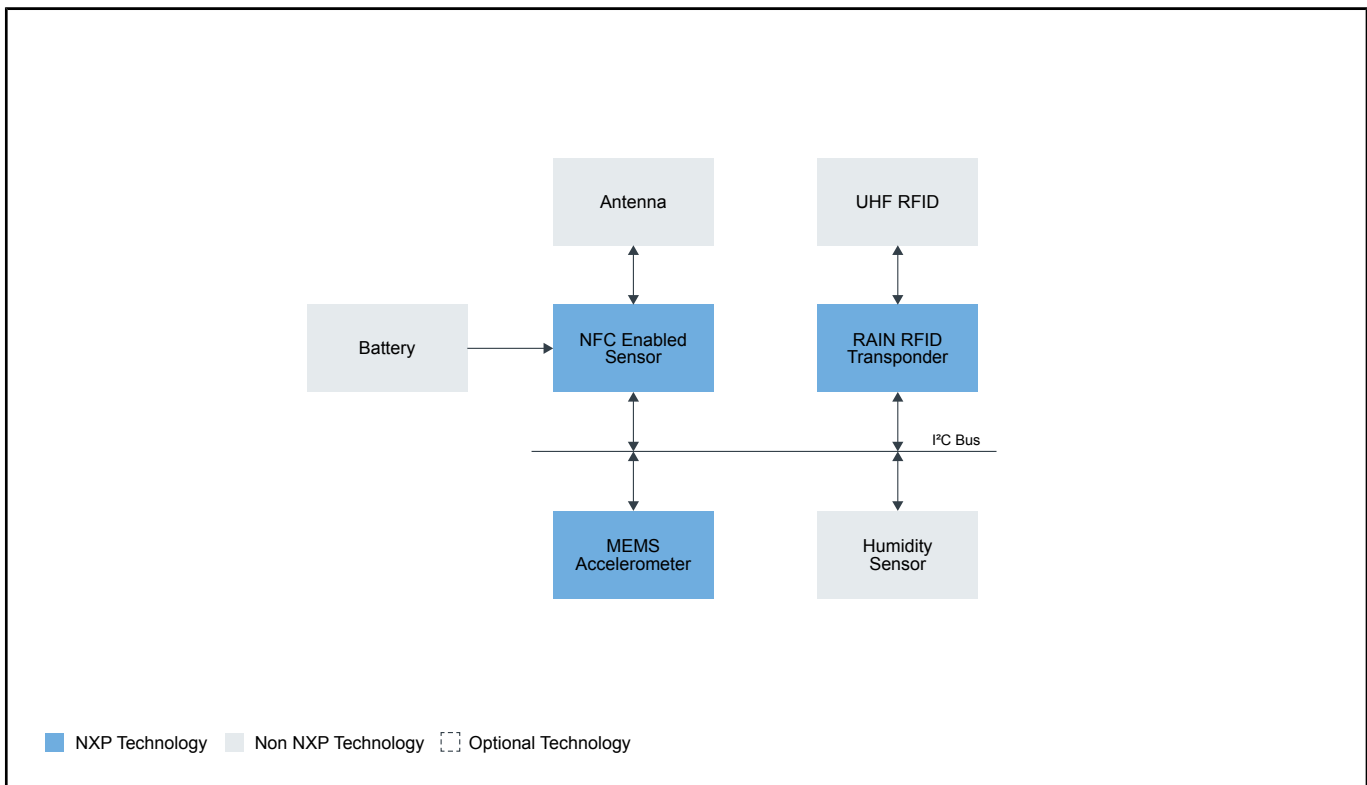 Antenna
UHF RFID
Battery
NFC Enabled
Sensor
RAIN RFID
Transponder
I²C Bus
MEMS
Accelerometer
Humidity
Sensor
NXP Technology
Non NXP Technology
Optional Technology